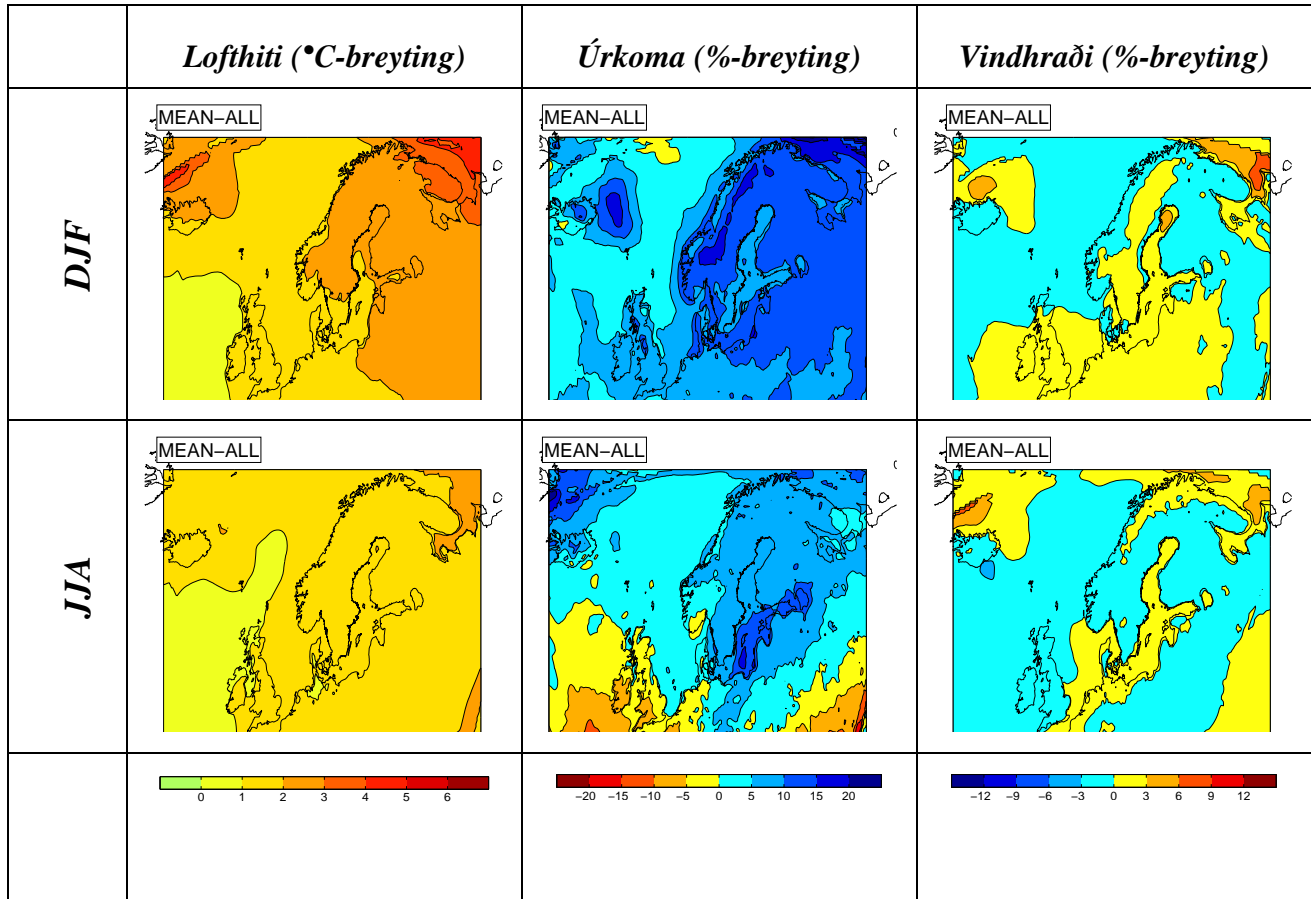 Lofthiti (•C-breyting)
Úrkoma (%-breyting)
Vindhraði (%-breyting)
DJF
MEAN−ALL
MEAN−ALL
MEAN−ALL
JJA
MEAN−ALL
MEAN−ALL
MEAN−ALL
0 1 2 3 4 5 6
−20 −15 −10 −5 0 5 10 15 20
−12 −9 −6 −3 0 3 6 9 12